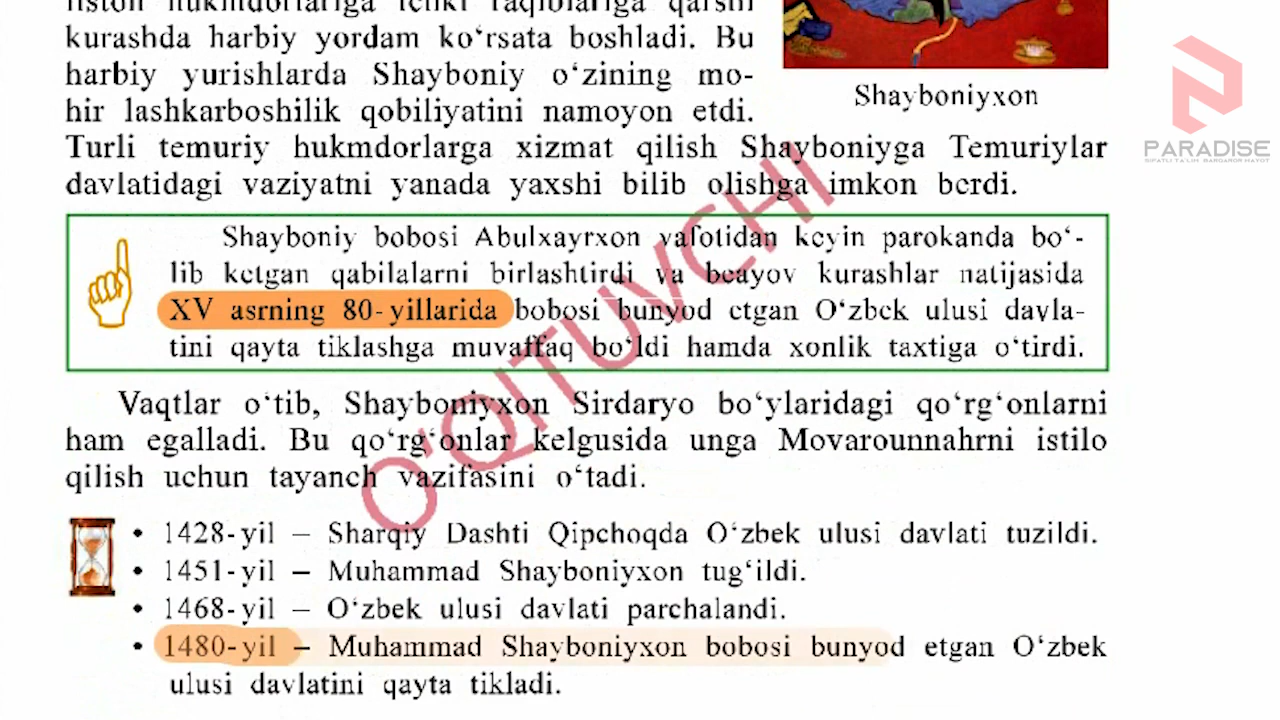 iston hukmdorlariga ichki raqiblariga qarshi
kurashda harbiy yordam ko‘rsata boshladi. Bu
harbiy yurishlarda Shayboniy o‘zining mo-
hir lashkarboshilik qobiliyatini namoyon etdi.
Shayboniyxon
PARADISE
SIFATLI TA'LIM, BARQAROR HAYOT
Turli temuriy hukmdorlarga xizmat qilish Shayboniyga Temuriylar
davlatidagi vaziyatni yanada yaxshi bilib olishga imkon berdi.
Shayboniy bobosi Abulxayrxon vafotidan keyin parokanda bo‘-
lib ketgan qabilalarni birlashtirdi va beayov kurashlar natijasida
XV asrning 80-yillarida bobosi bunyod etgan O‘zbek ulusi davla-
tini qayta tiklashga muvaffaq bo‘ldi hamda xonlik taxtiga o‘tirdi.
O‘QITUVCHI
Vaqtlar o‘tib, Shayboniyxon Sirdaryo bo‘ylaridagi qo‘rg‘onlarni
ham egalladi. Bu qo‘rg‘onlar kelgusida unga Movarounnahrni istilo
qilish uchun tayanch vazifasini o‘tadi.
• 1428-yil – Sharqiy Dashti Qipchoqda O‘zbek ulusi davlati tuzildi.
• 1451-yil – Muhammad Shayboniyxon tug‘ildi.
• 1468-yil – O‘zbek ulusi davlati parchalandi.
• 1480-yil – Muhammad Shayboniyxon bobosi bunyod etgan O‘zbek
ulusi davlatini qayta tikladi.